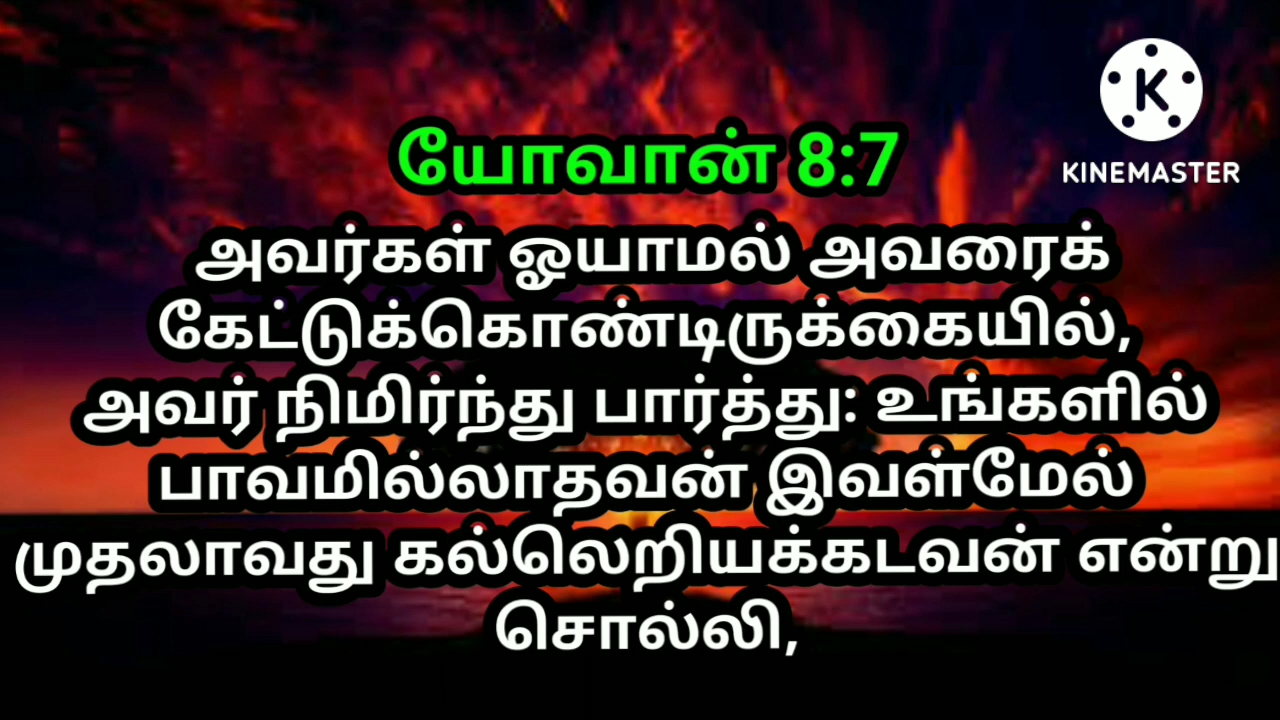 K
KINEMASTER
யோவான் 8:7
அவர்கள் ஓயாமல் அவரைக்
கேட்டுக்கொண்டிருக்கையில்,
அவர் நிமிர்ந்து பார்த்து: உங்களில்
பாவமில்லாதவன் இவள்மேல்
முதலாவது கல்லெறியக்கடவன் என்று
சொல்லி,